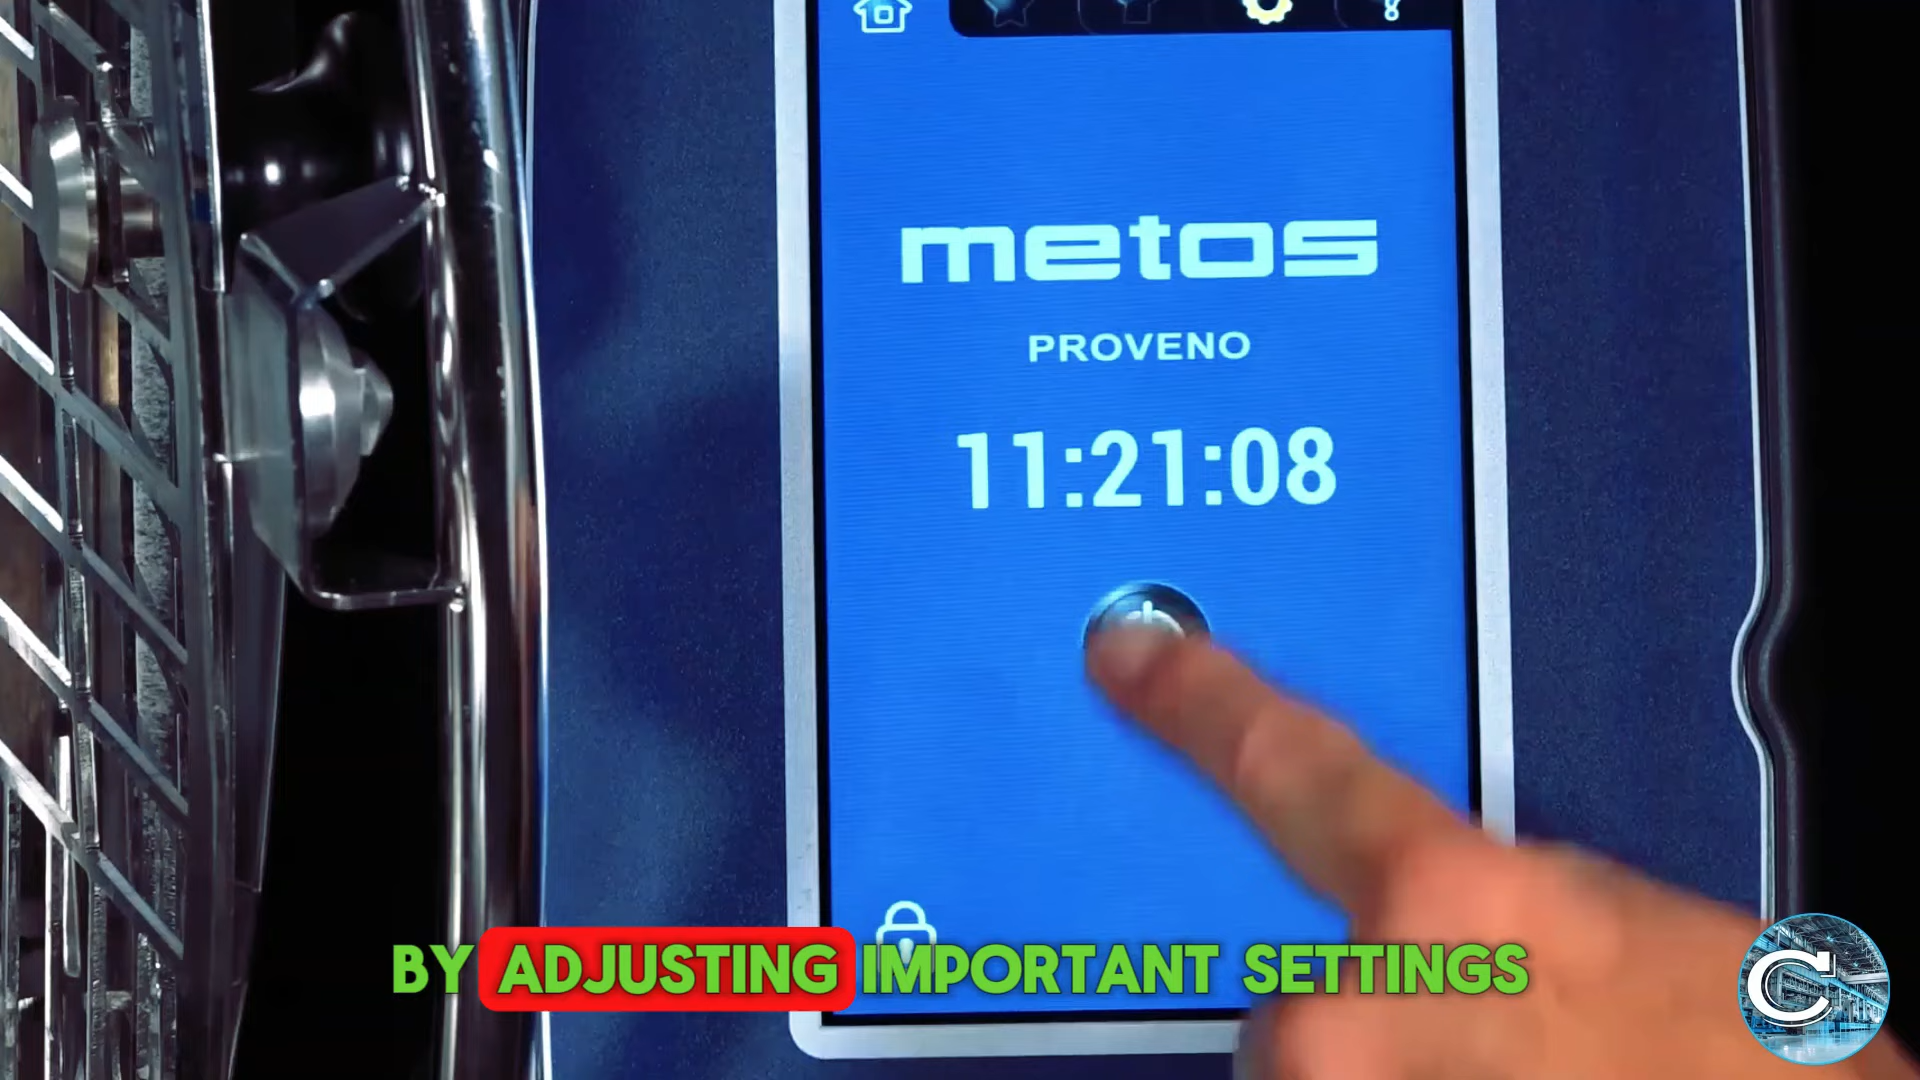 metos
PROVENO
11:21:08
BY ADJUSTING IMPORTANT SETTINGS
C